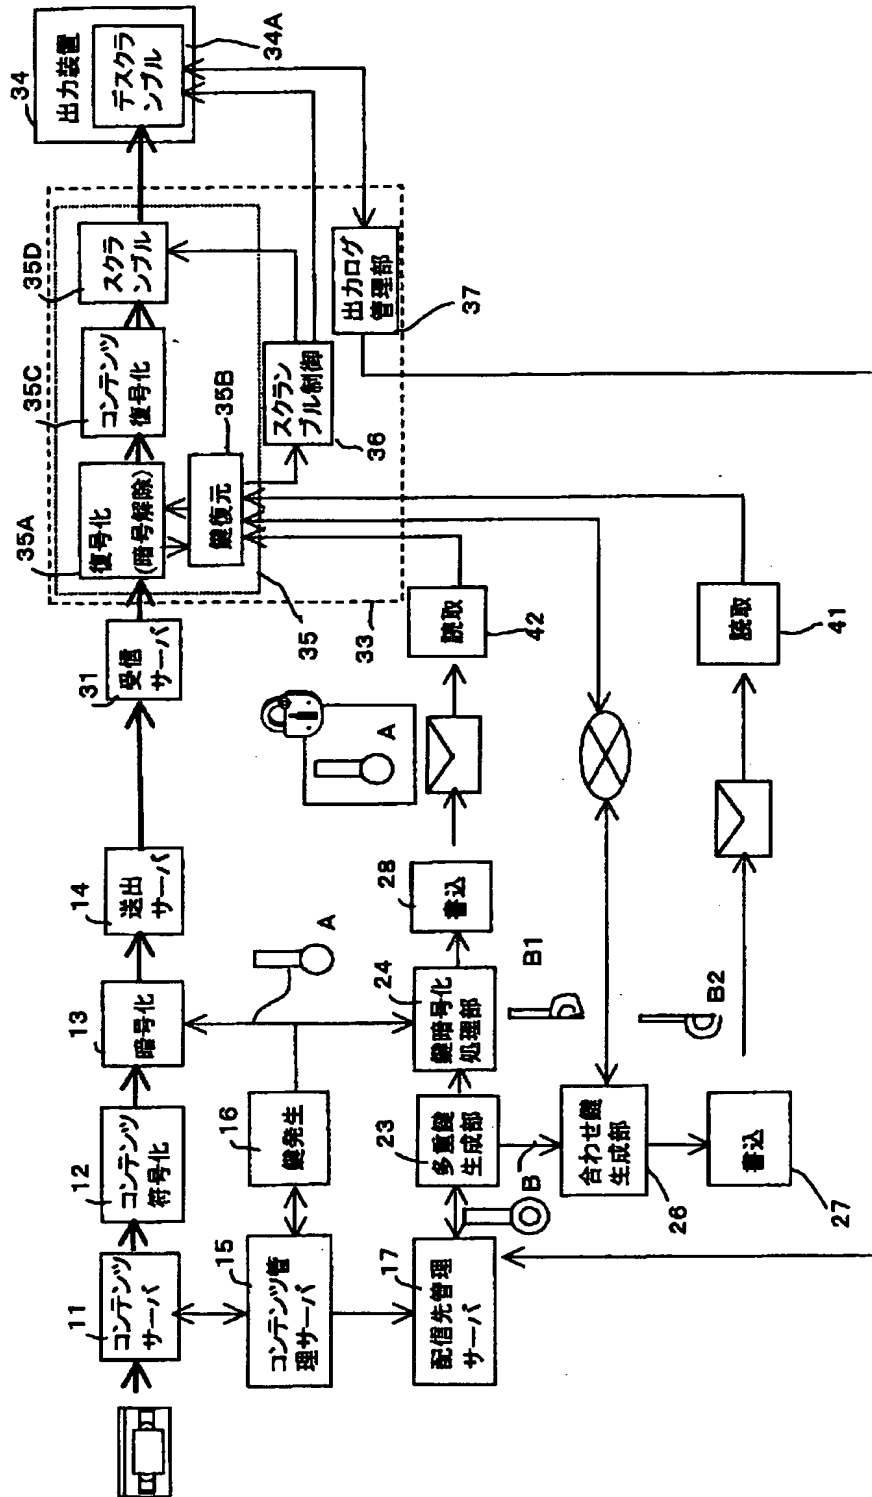 11
コンテンツ
サーバ
12
コンテンツ
符号化
13
暗号化
14
送出
サーバ
31
受信
サーバ
35A
復号化
(暗号解除)
35C
コンテンツ
復号化
35D
スクラ
ンブル
34
出力装置
デスクラ
ンブル
34A
15
コンテンツ管
理サーバ
16
鍵発生
A
35
33
鍵復元
35B
スクラン
ブル制御
36
出力ログ
管理部
37
17
配信先管理
サーバ
23
多重鍵
生成部
24
鍵暗号化
処理部
28
書込
A
読取
42
B
B1
26
合わせ鍵
生成部
B2
27
書込
読取
41